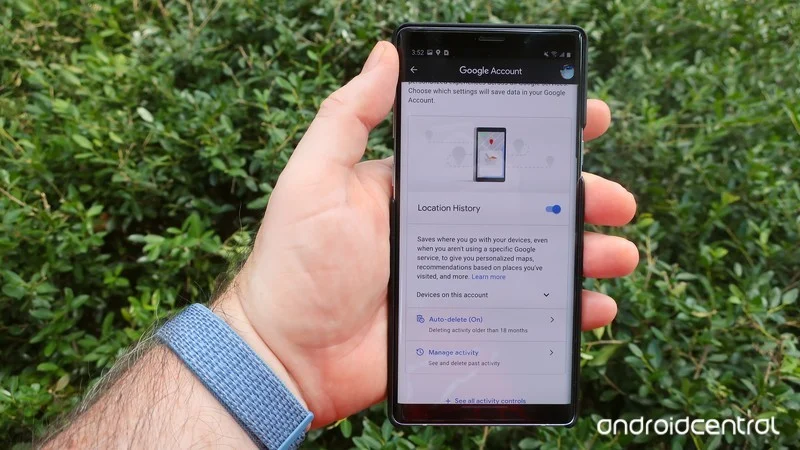 3:52
Google Account
Choose which settings will save data in your Google
Account.
Location History
Saves where you go with your devices, even
when you aren't using a specific Google
service, to give you personalized maps,
recommendations based on places you've
visited, and more. Learn more
Devices on this account
Auto-delete (On)
Deleting activity older than 18 months
Manage activity
See and delete past activity
+ See all activity controls
androidcentral